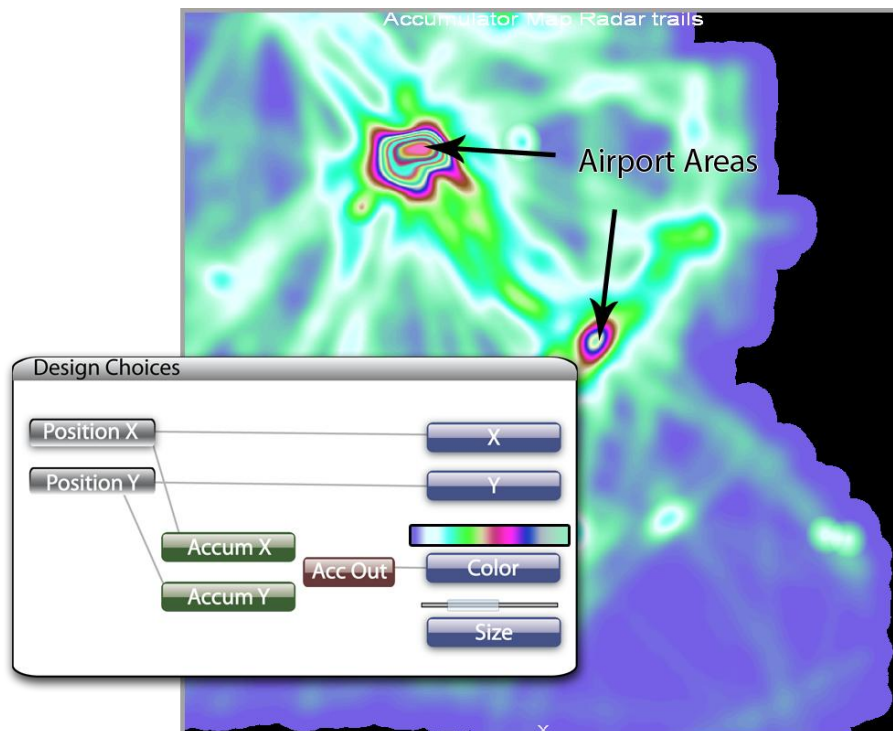 Accumulator Map Radar trails
Airport Areas
Design Choices
Position X
X
Position Y
Y
Accum X
Acc Out
Color
Accum Y
Size
X